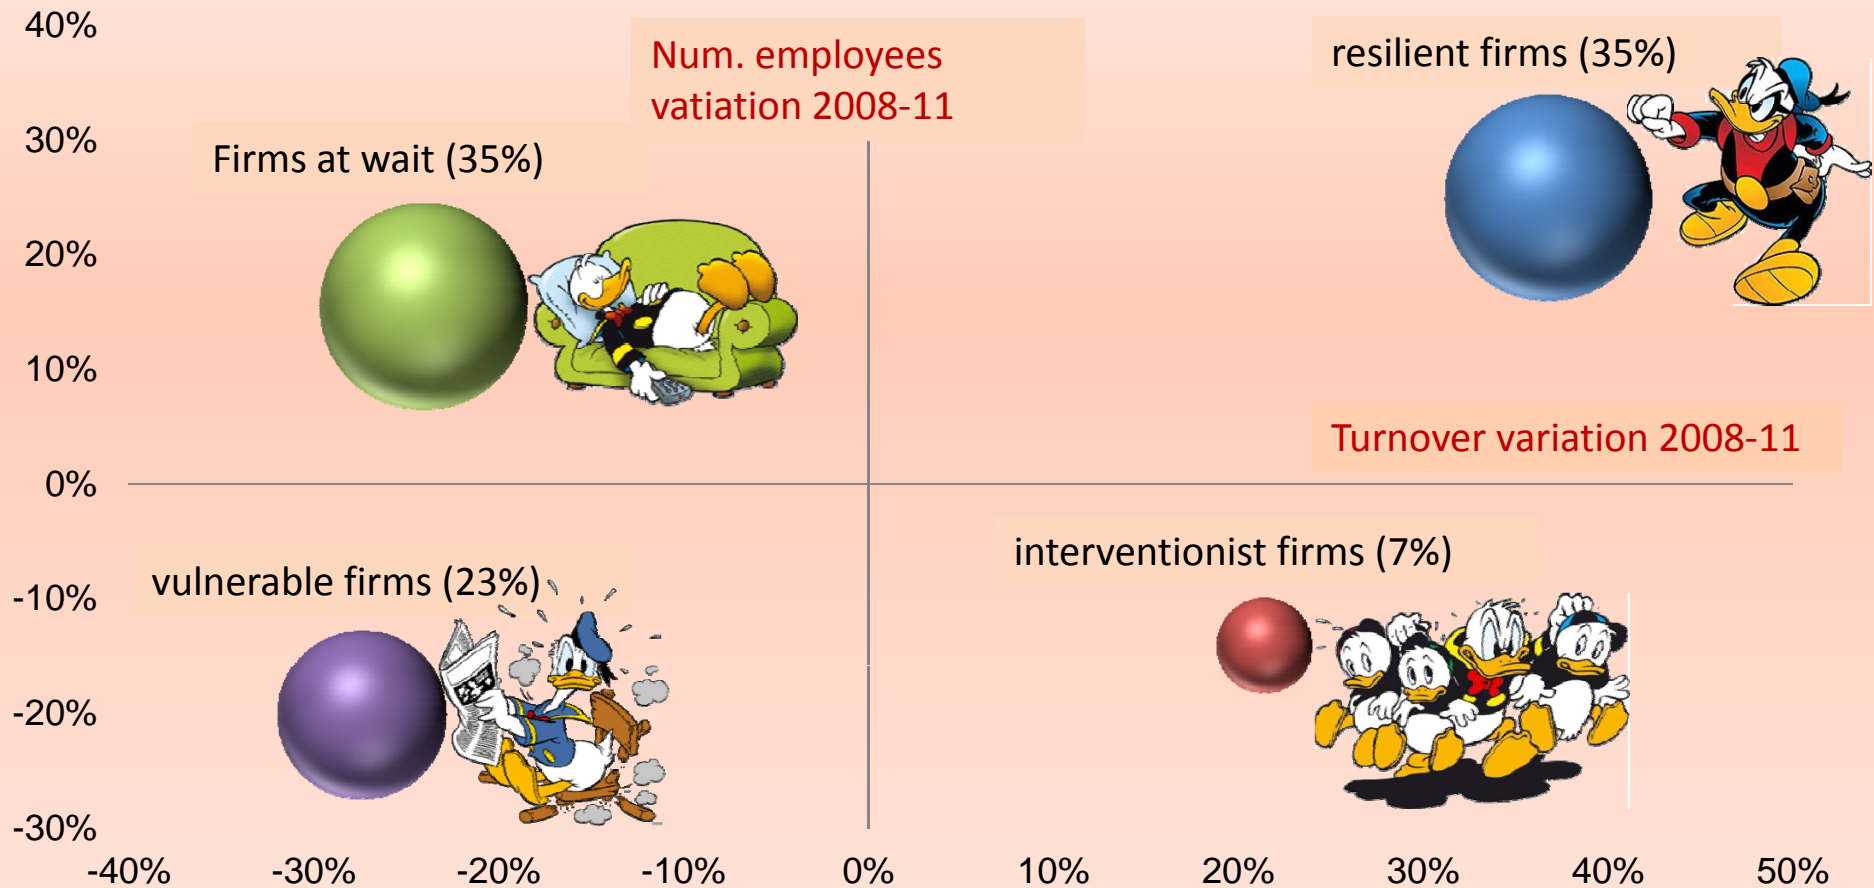 40%
Num. employees
vatiation 2008-11
resilient firms (35%)
30%
Firms at wait (35%)
20%
10%
Turnover variation 2008-11
0%
interventionist firms (7%)
vulnerable firms (23%)
-10%
-20%
-30%
-40% -30% -20% -10% 0% 10% 20% 30% 40% 50%